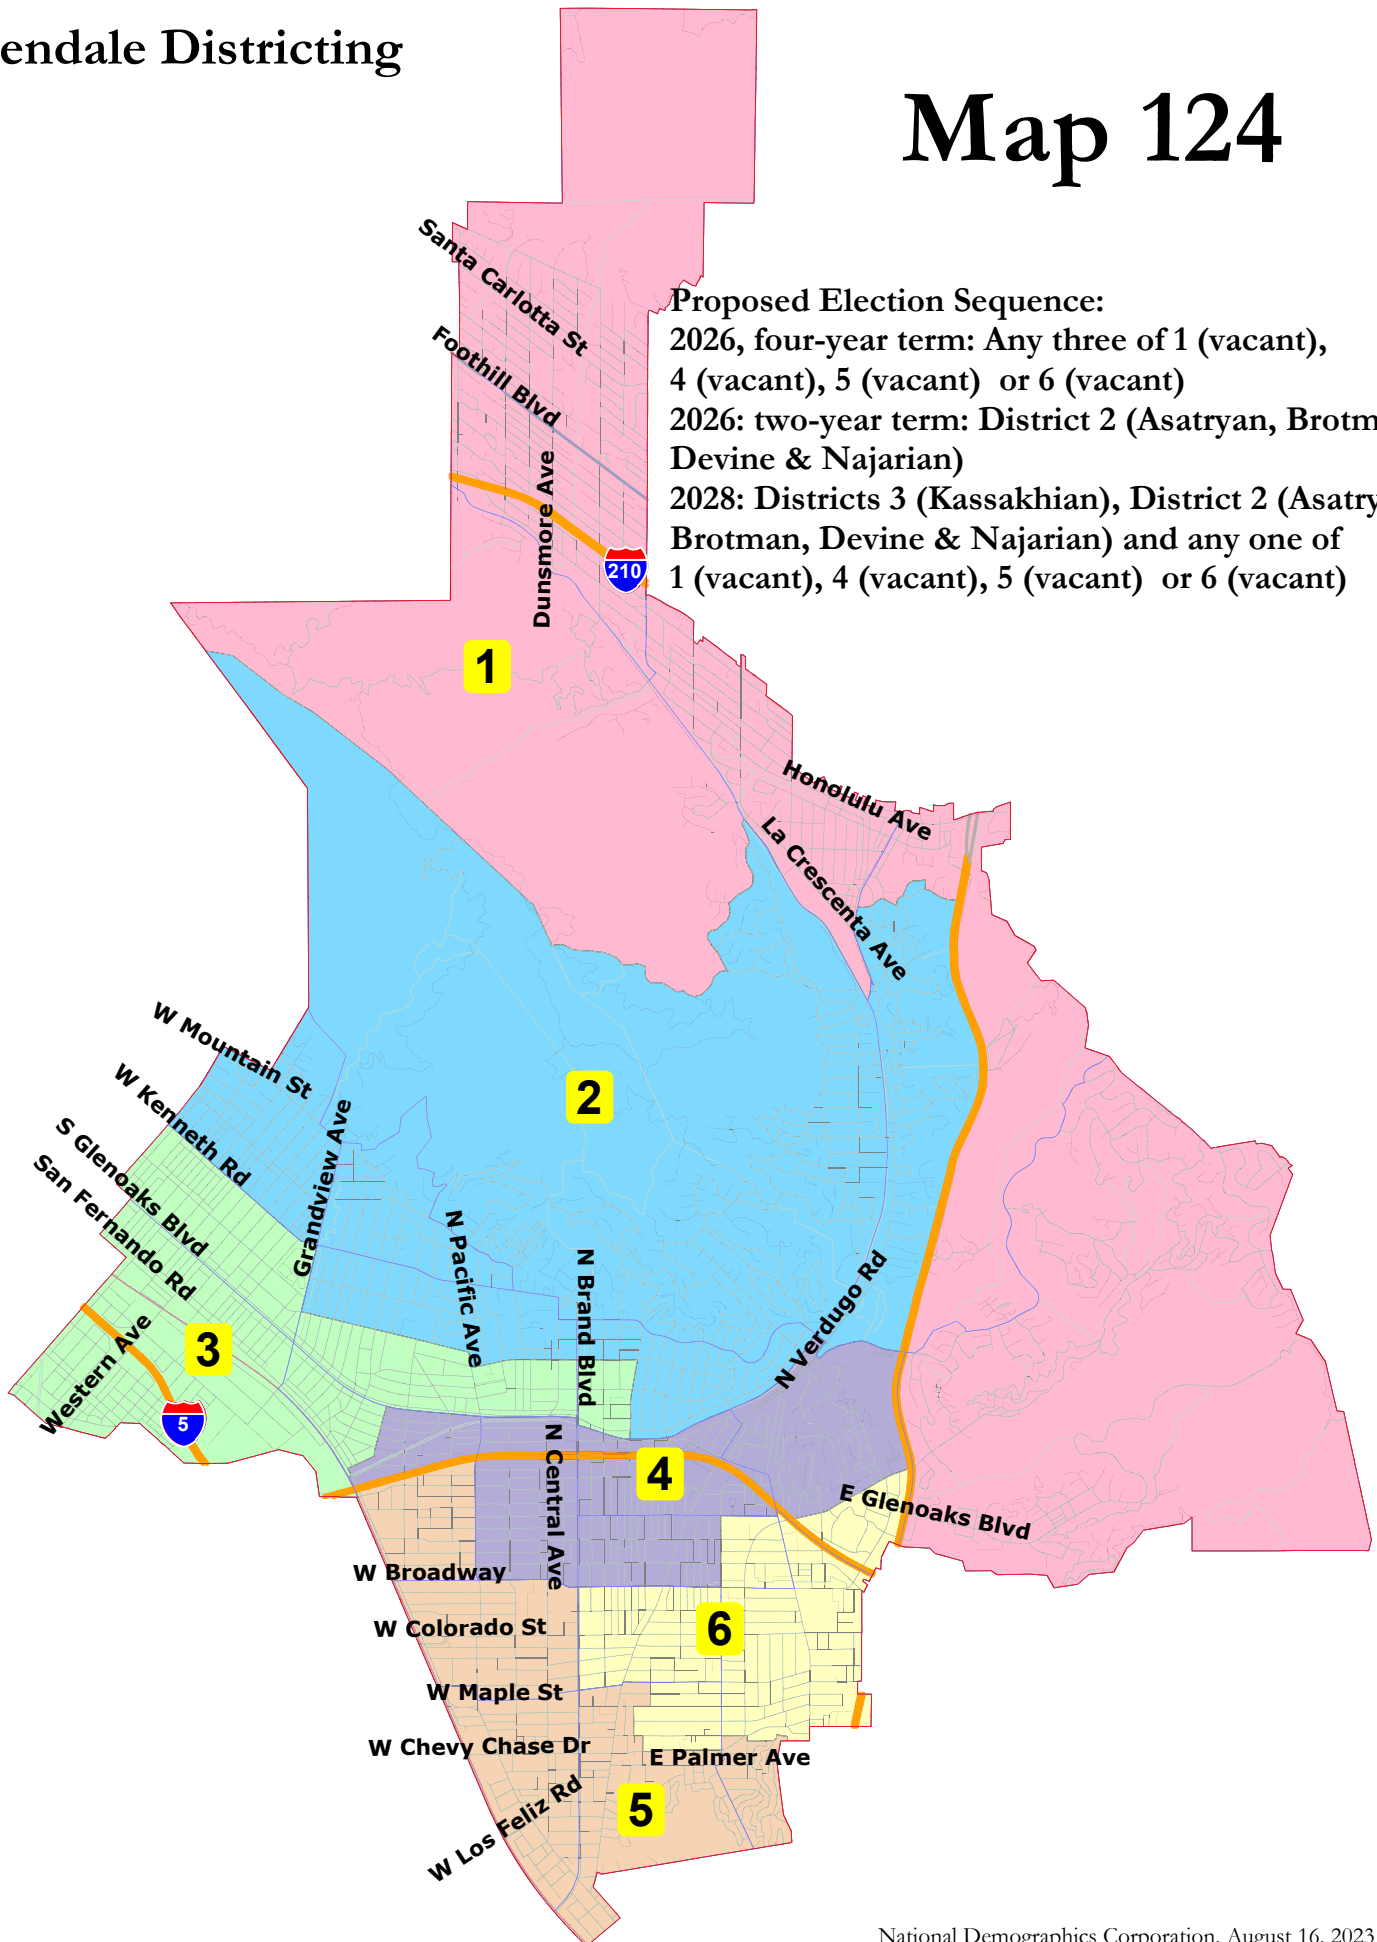 endale Districting
Map 124
Proposed Election Sequence:
2026, four-year term: Any three of 1 (vacant),
4 (vacant), 5 (vacant) or 6 (vacant)
2026: two-year term: District 2 (Asatryan, Brotm
Devine & Najarian)
2028: Districts 3 (Kassakhian), District 2 (Asatry
Brotman, Devine & Najarian) and any one of
1 (vacant), 4 (vacant), 5 (vacant) or 6 (vacant)
Santa Carlotta St
Foothill Blvd
Dunsmore Ave
210
1
Honolulu Ave
La Crescenta Ave
W Mountain St
W Kenneth Rd
S Glenoaks Blvd
San Fernando Rd
Grandview Ave
2
N Pacific Ave
N Brand Blvd
N Verdugo Rd
3
Western Ave
5
N Central Ave
4
E Glenoaks Blvd
W Broadway
W Colorado St
6
W Maple St
W Chevy Chase Dr
E Palmer Ave
W Los Feliz Rd
5
National Demographics Corporation, August 16, 2023